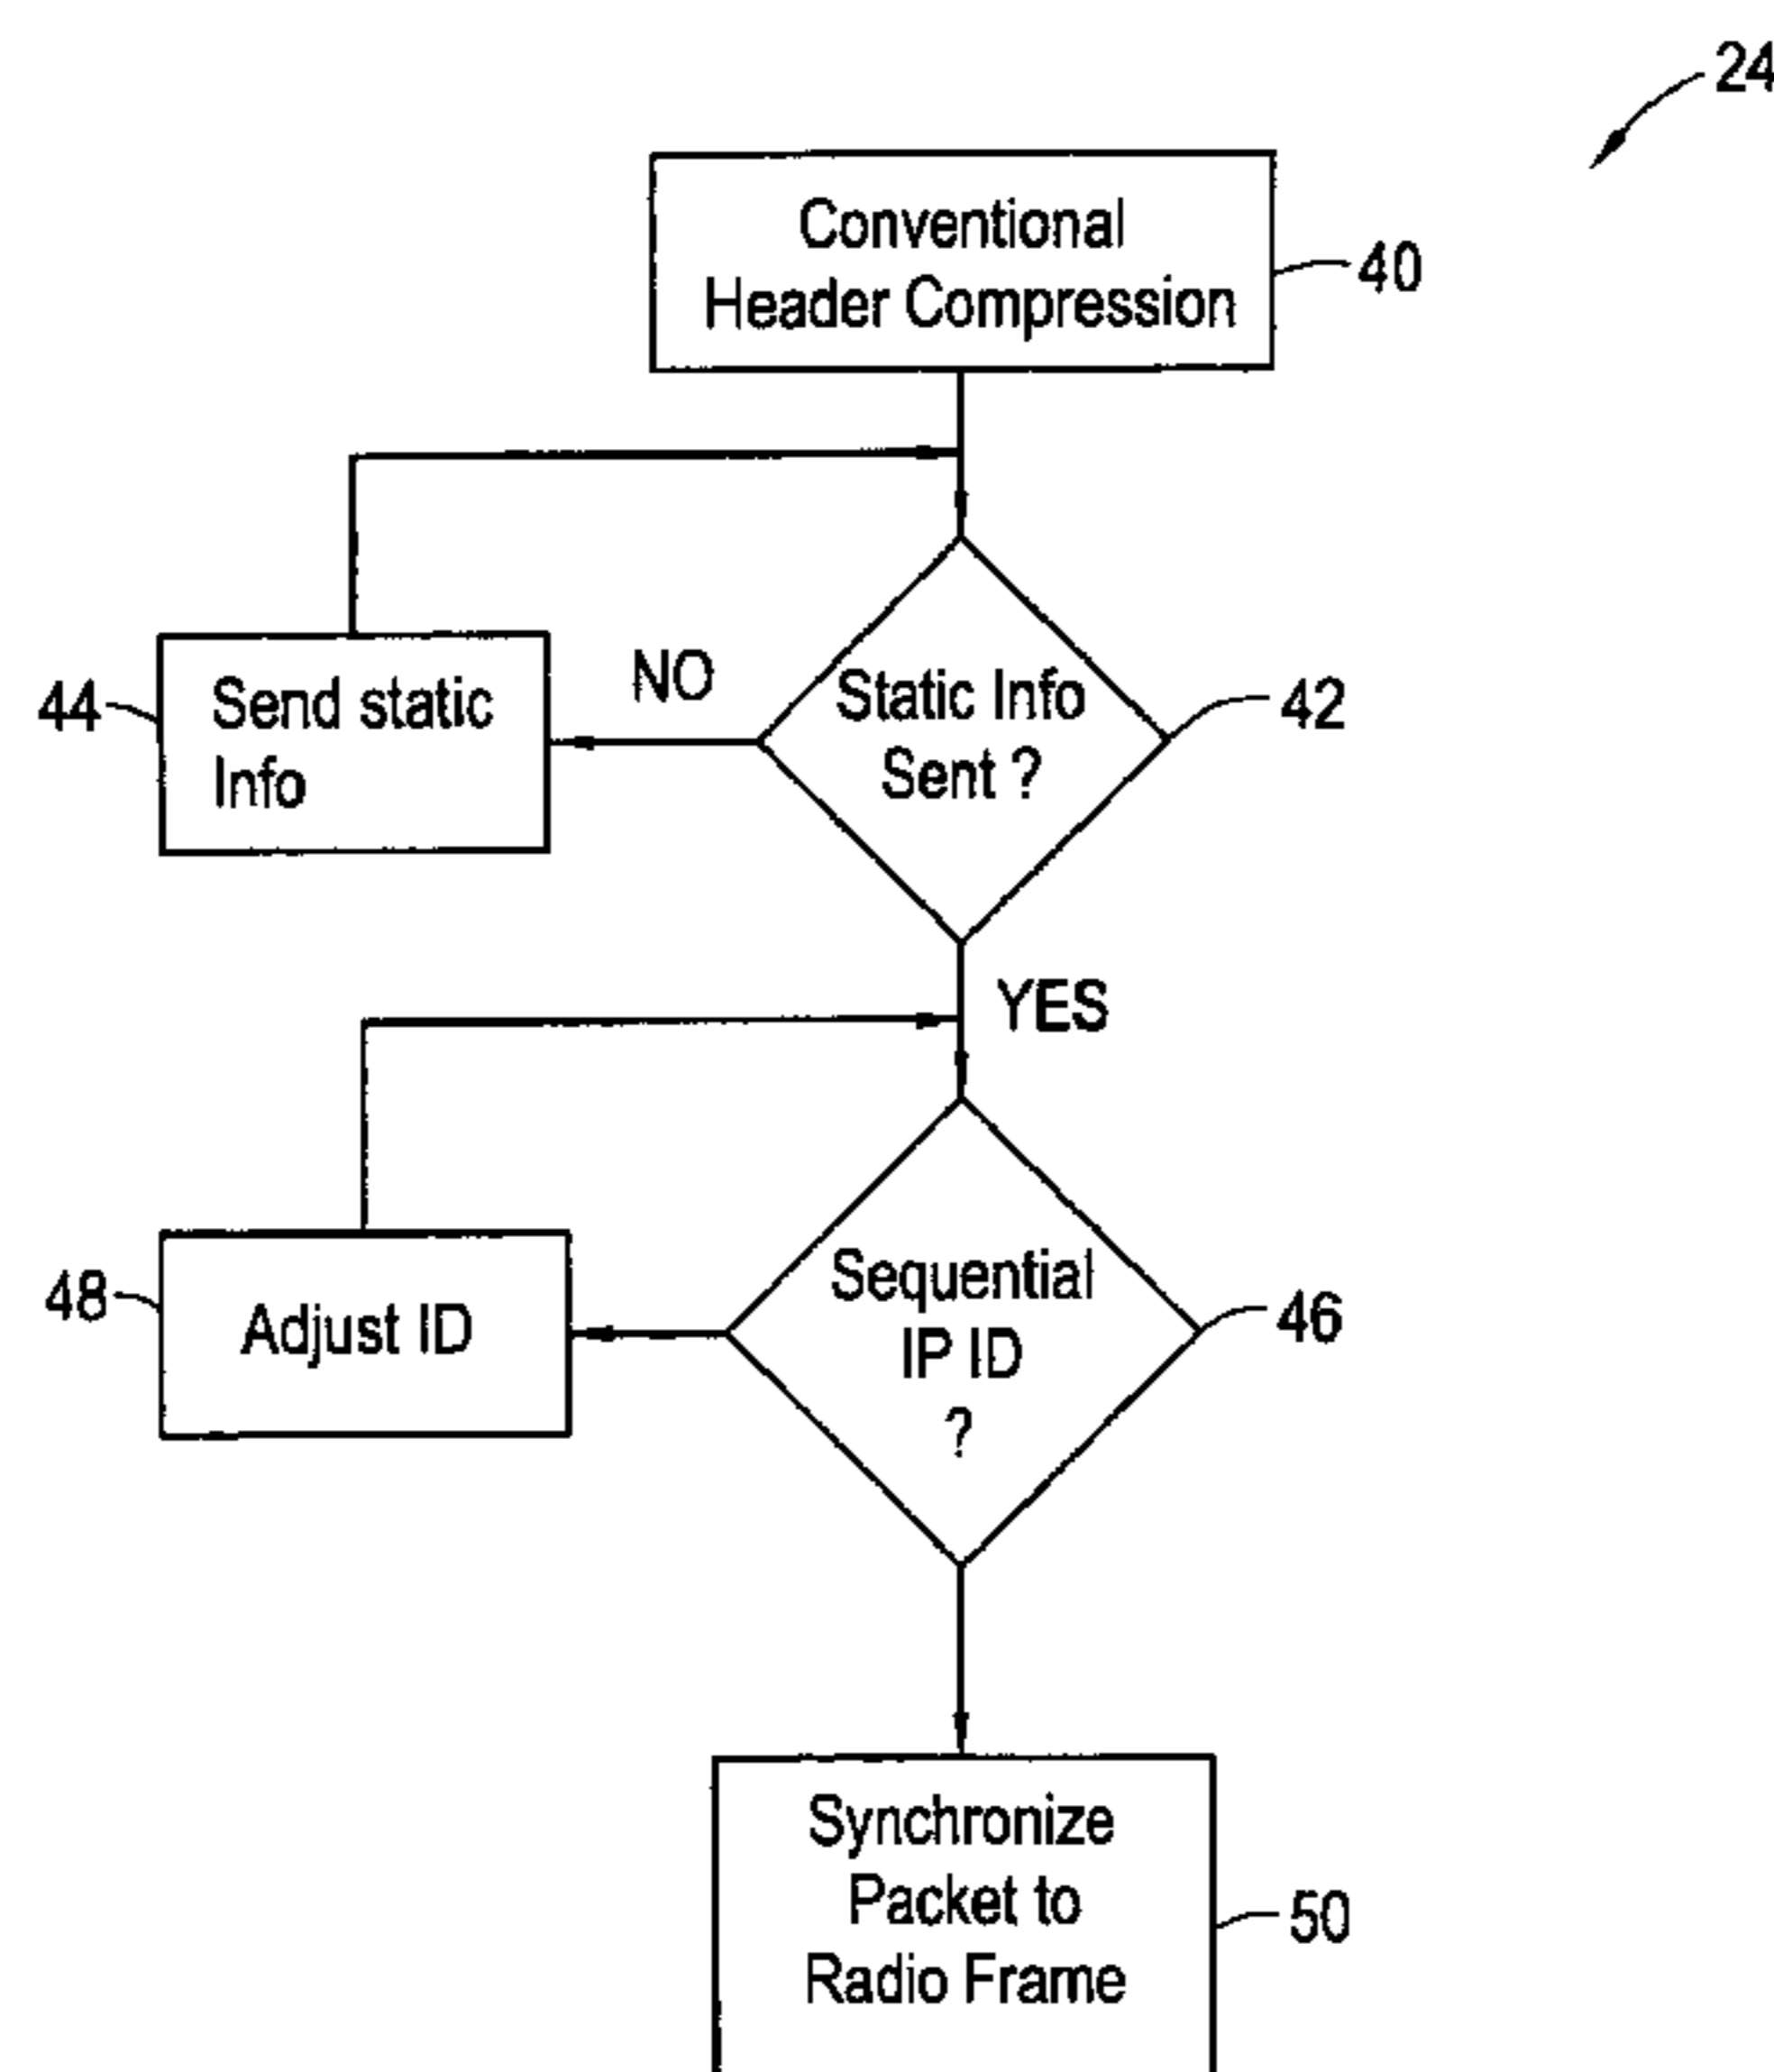 24
Conventional
Header Compression
40
NO
Static Info
Sent ?
42
44
Send static
Info
YES
Sequential
IP ID
?
46
48
Adjust ID
Synchronize
Packet to
Radio Frame
50